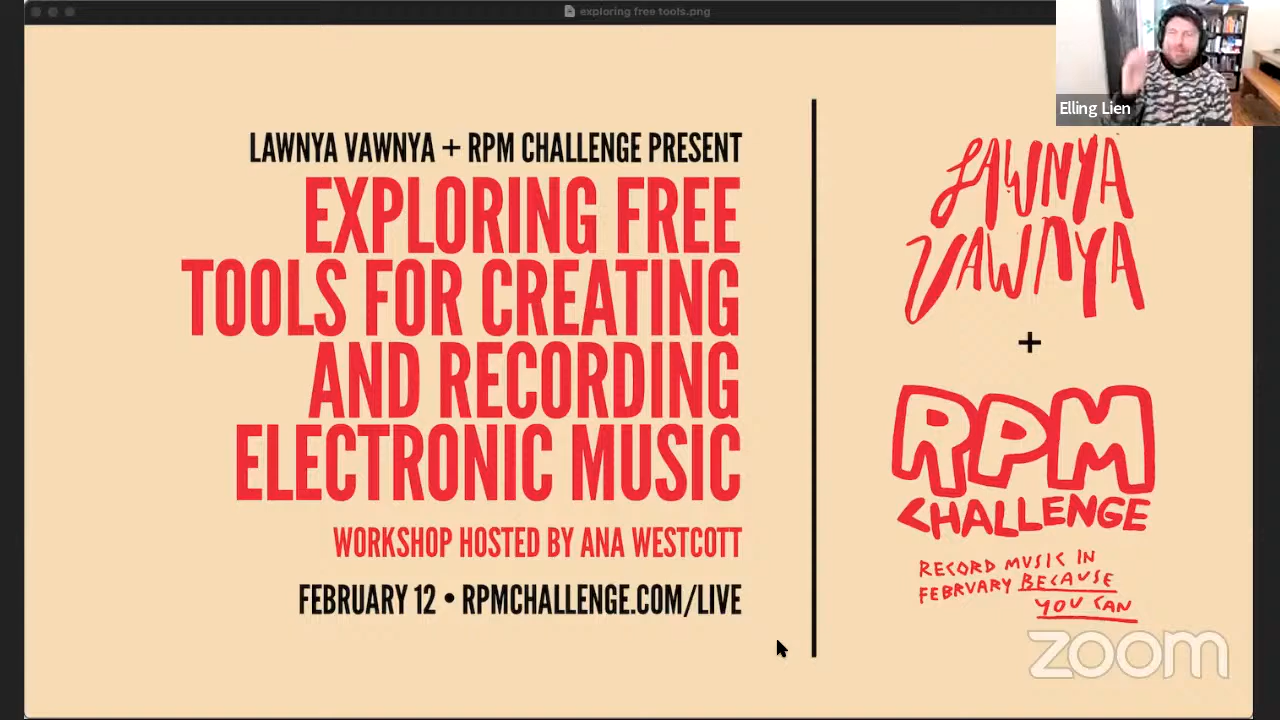 exploring free tools.png
Elling Lien
LAWNYA VAWNYA + RPM CHALLENGE PRESENT
EXPLORING FREE
TOOLS FOR CREATING
AND RECORDING
ELECTRONIC MUSIC
WORKSHOP HOSTED BY ANA WESTCOTT
FEBRUARY 12 • RPMCHALLENGE.COM/LIVE
LAWNYA
VAWNYA
+
RPM
CHALLENGE
RECORD MUSIC IN
FEBRUARY BECAUSE
YOU CAN
zoom